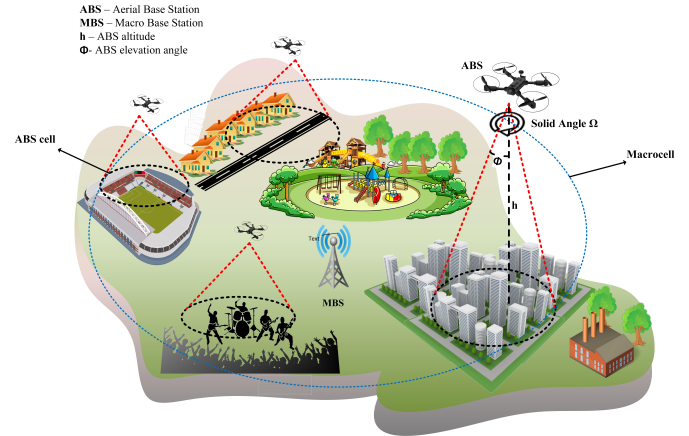 ABS – Aerial Base Station
MBS – Macro Base Station
h – ABS altitude
Φ- ABS elevation angle
ABS
Solid Angle Ω
ABS cell
Macrocell
Φ
h
Text
MBS